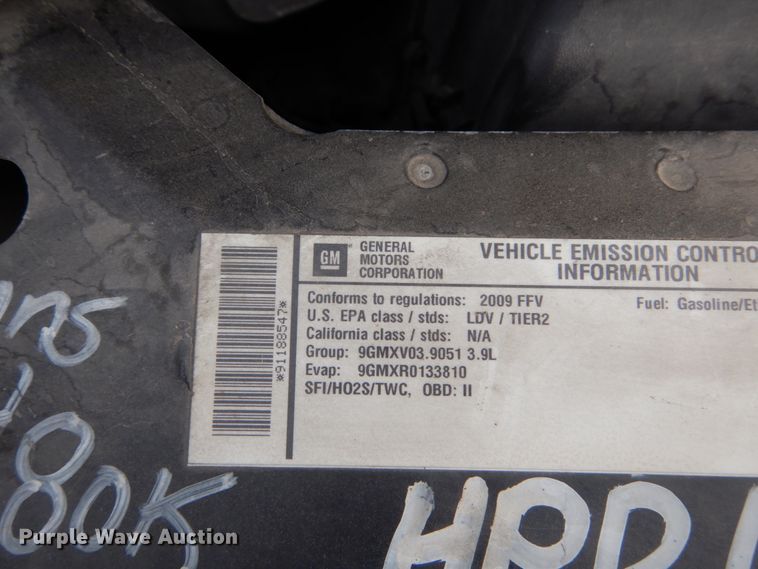 GM
GENERAL
MOTORS
CORPORATION
VEHICLE EMISSION CONTRO
INFORMATION
Conforms to regulations: 2009 FFV
Fuel: Gasoline/Et
U.S. EPA class / stds: LDV / TIER2
California class / stds: N/A
Group: 9GMXV03.9051 3.9L
Evap: 9GMXR0133810
SFI/HO2S/TWC, OBD: II
*91188547*
80K
Purple Wave Auction